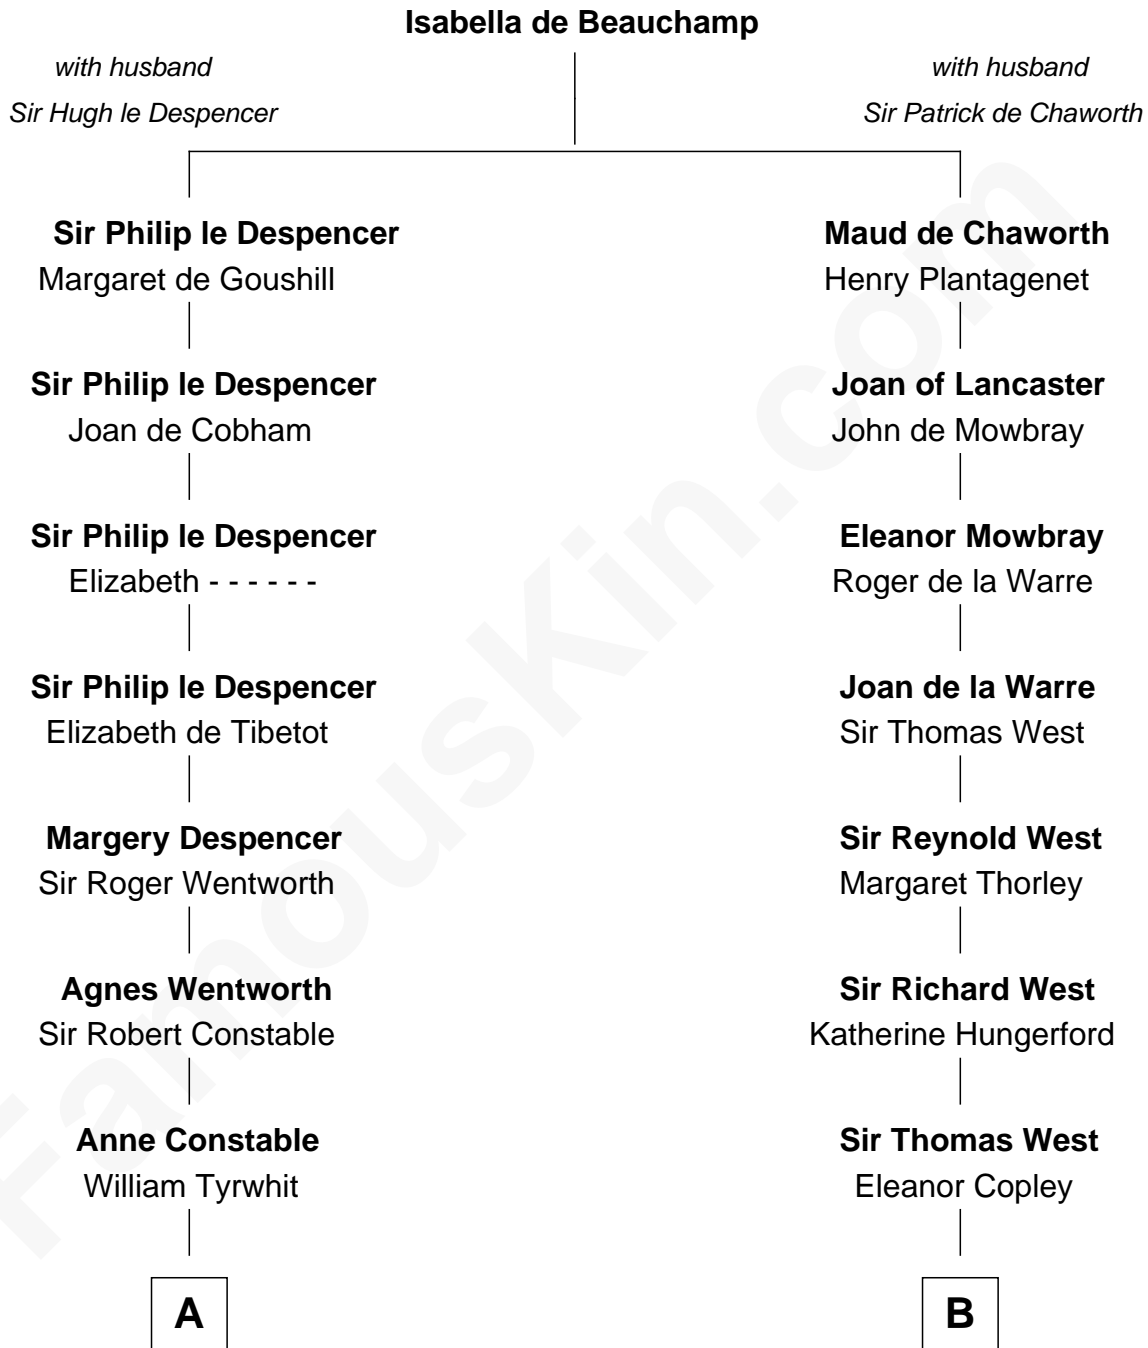 Isabella de Beauchamp
with husband
Sir Hugh le Despencer
with husband
Sir Patrick de Chaworth
Sir Philip le Despencer
Margaret de Goushill
Maud de Chaworth
Henry Plantagenet
Sir Philip le Despencer
Joan de Cobham
Joan of Lancaster
John de Mowbray
Sir Philip le Despencer
Elizabeth - - - - - -
Eleanor Mowbray
Roger de la Warre
Sir Philip le Despencer
Elizabeth de Tibetot
Joan de la Warre
Sir Thomas West
Margery Despencer
Sir Roger Wentworth
Sir Reynold West
Margaret Thorley
Agnes Wentworth
Sir Robert Constable
Sir Richard West
Katherine Hungerford
Anne Constable
William Tyrwhit
Sir Thomas West
Eleanor Copley
A
B
FamousKin.com